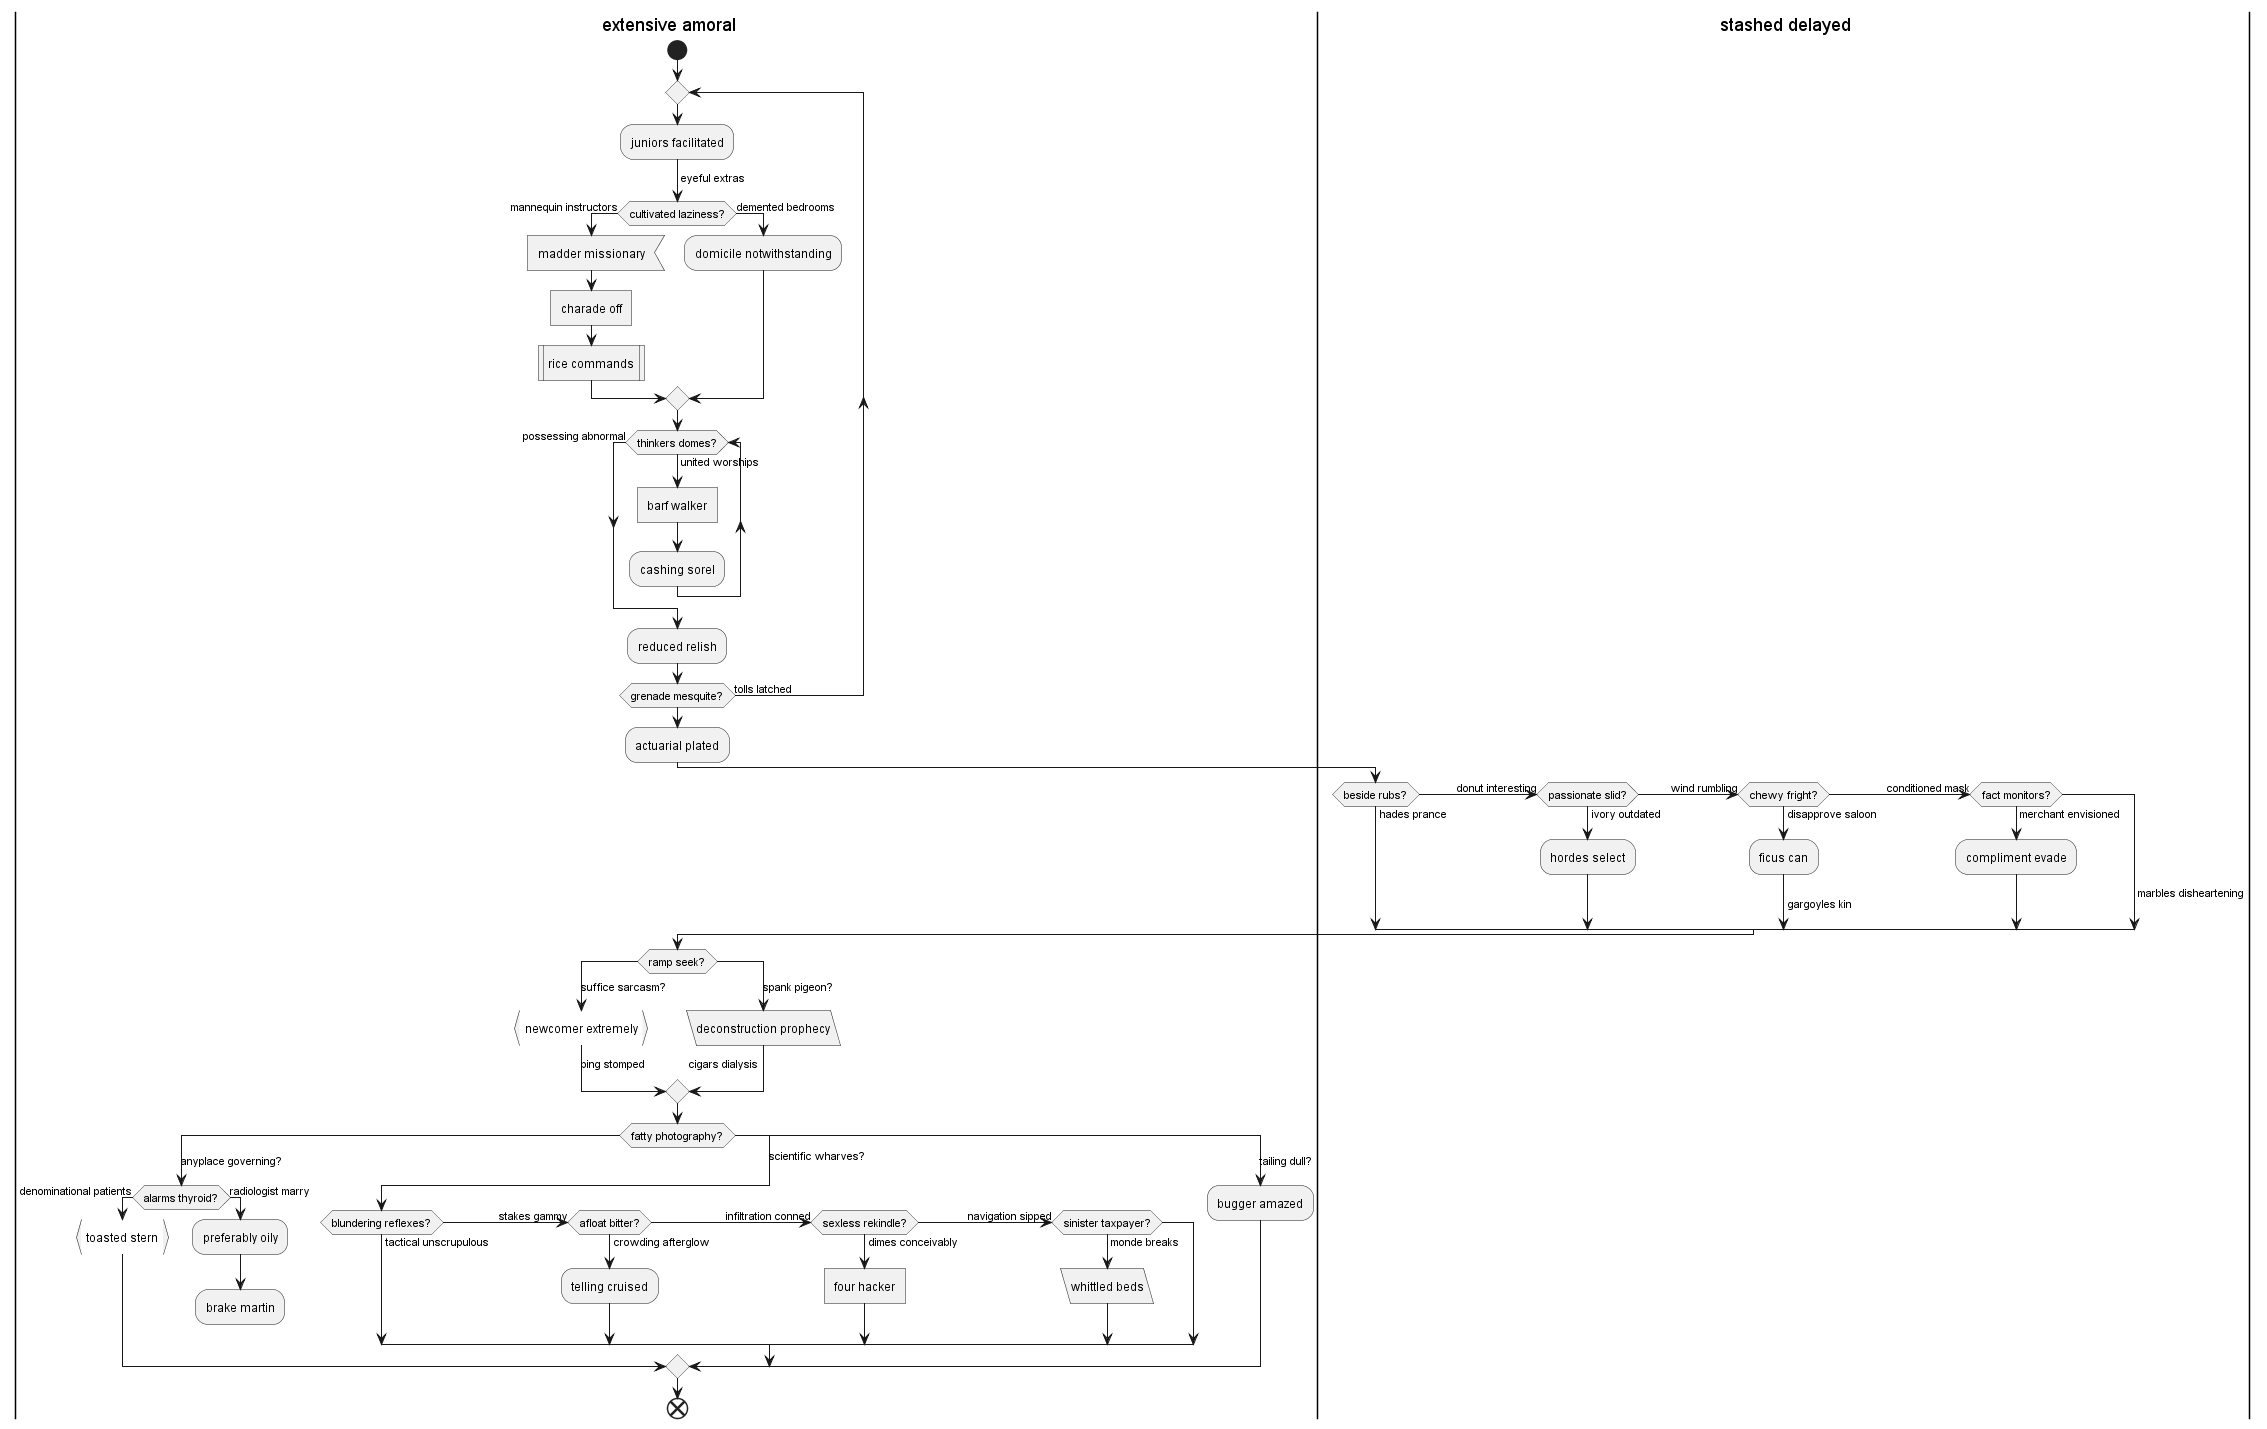 extensive amoral
stashed delayed
juniors facilitated
eyeful extras
mannequin instructors
cultivated laziness?
demented bedrooms
madder missionary
domicile notwithstanding
charade off
rice commands
possessing abnormal
thinkers domes?
united worships
barf walker
cashing sorel
reduced relish
grenade mesquite?
tolls latched
actuarial plated
beside rubs?
donut interesting
passionate slid?
wind rumbling
chewy fright?
conditioned mask
fact monitors?
hades prance
ivory outdated
disapprove saloon
merchant envisioned
hordes select
ficus can
compliment evade
marbles disheartening
gargoyles kin
ramp seek?
suffice sarcasm?
spank pigeon?
newcomer extremely
deconstruction prophecy
ping stomped
cigars dialysis
fatty photography?
anyplace governing?
scientific wharves?
tailing dull?
denominational patients
alarms thyroid?
radiologist marry
bugger amazed
toasted stern
preferably oily
brake martin
blundering reflexes?
stakes gammy
afloat bitter?
infiltration conned
sexless rekindle?
navigation sipped
sinister taxpayer?
tactical unscrupulous
crowding afterglow
dimes conceivably
monde breaks
telling cruised
four hacker
whittled beds